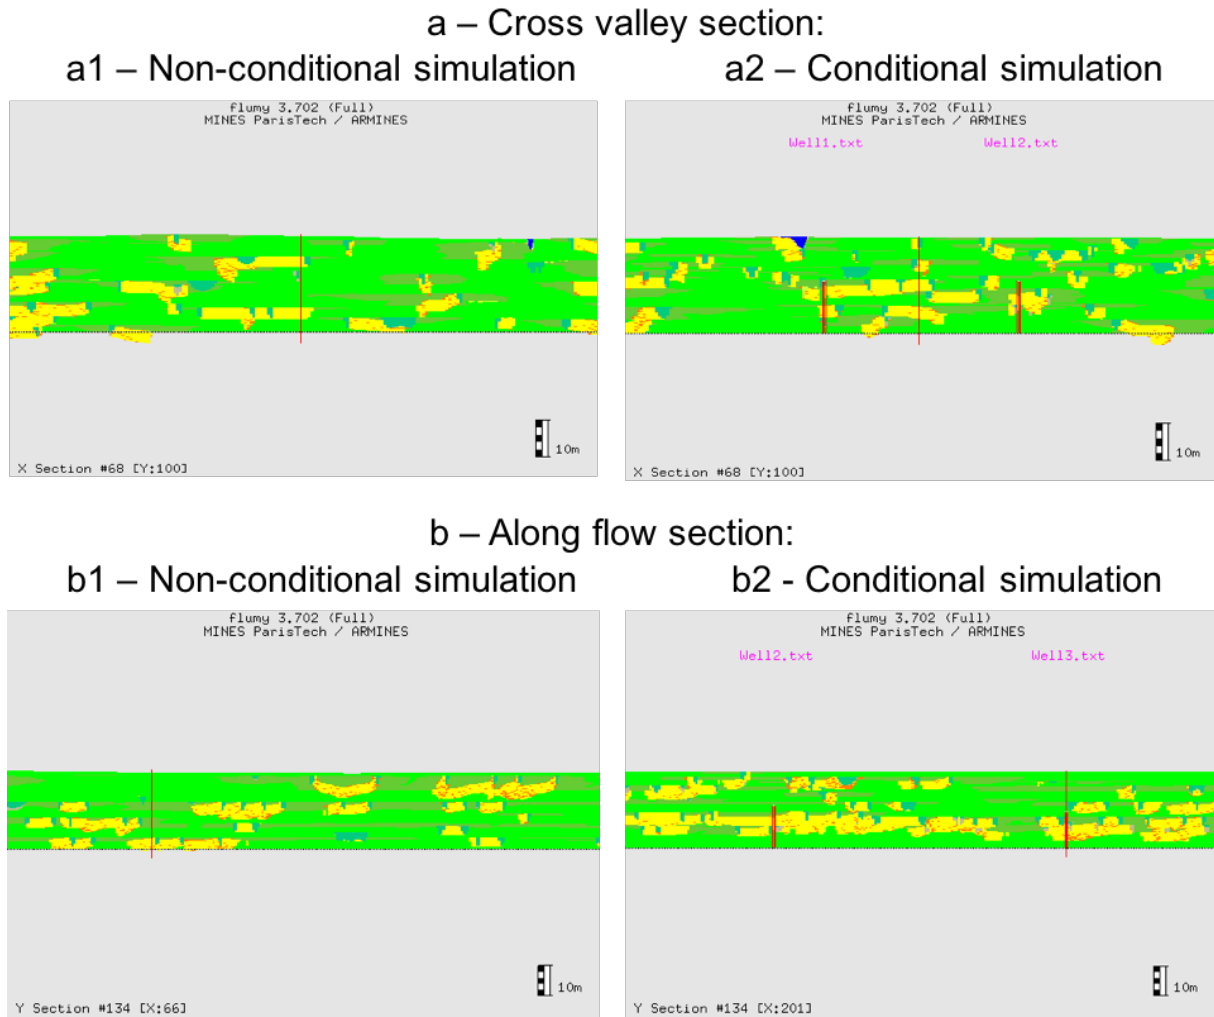 a – Cross valley section:
a1 – Non-conditional simulation
a2 – Conditional simulation
flumy 3.702 (Full)
MINES ParisTech / ARMINES
10m
X Section #68 [Y:100]
flumy 3.702 (Full)
MINES ParisTech / ARMINES
Well1.txt
Well2.txt
10m
X Section #68 [Y:100]
b – Along flow section:
b1 – Non-conditional simulation
b2 - Conditional simulation
flumy 3.702 (Full)
MINES ParisTech / ARMINES
10m
Y Section #134 [X:66]
flumy 3.702 (Full)
MINES ParisTech / ARMINES
Well2.txt
Well3.txt
10m
Y Section #134 [X:201]